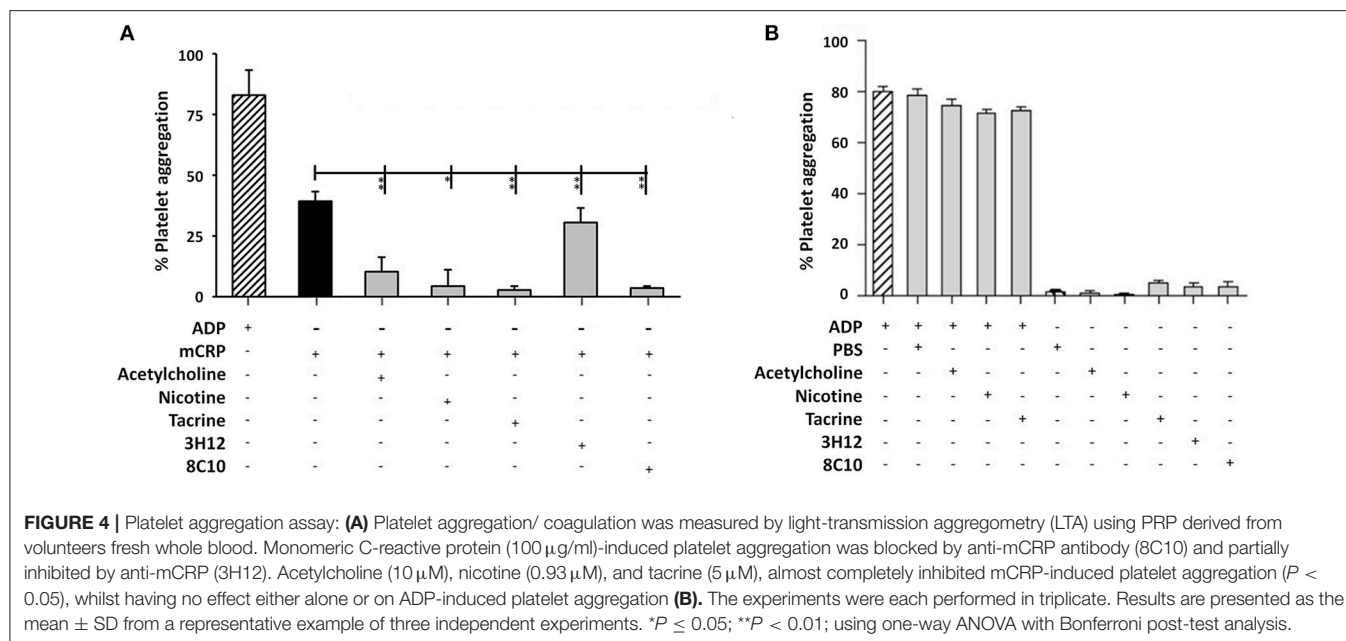 A
% Platelet aggregation
100
75
50
25
0
** * ** ** **
ADP + - - - - - -
mCRP - + + + + + +
Acetylcholine - - + - - - -
Nicotine - - - + - - -
Tacrine - - - - + - -
3H12 - - - - - + -
8C10 - - - - - - +
B
% Platelet aggregation
100
80
60
40
20
0
ADP + + + + + - - - - - -
PBS - + - - - + - - - - -
Acetylcholine - - + - - - + - - - -
Nicotine - - - + - - - + - - -
Tacrine - - - - + - - - + - -
3H12 - - - - - - - - - + -
8C10 - - - - - - - - - - +
FIGURE 4 | Platelet aggregation assay: (A) Platelet aggregation/ coagulation was measured by light-transmission aggregometry (LTA) using PRP derived from
volunteers fresh whole blood. Monomeric C-reactive protein (100 μg/ml)-induced platelet aggregation was blocked by anti-mCRP antibody (8C10) and partially
inhibited by anti-mCRP (3H12). Acetylcholine (10 μM), nicotine (0.93 μM), and tacrine (5 μM), almost completely inhibited mCRP-induced platelet aggregation (P <
0.05), whilst having no effect either alone or on ADP-induced platelet aggregation (B). The experiments were each performed in triplicate. Results are presented as the
mean ± SD from a representative example of three independent experiments. *P ≤ 0.05; **P < 0.01; using one-way ANOVA with Bonferroni post-test analysis.